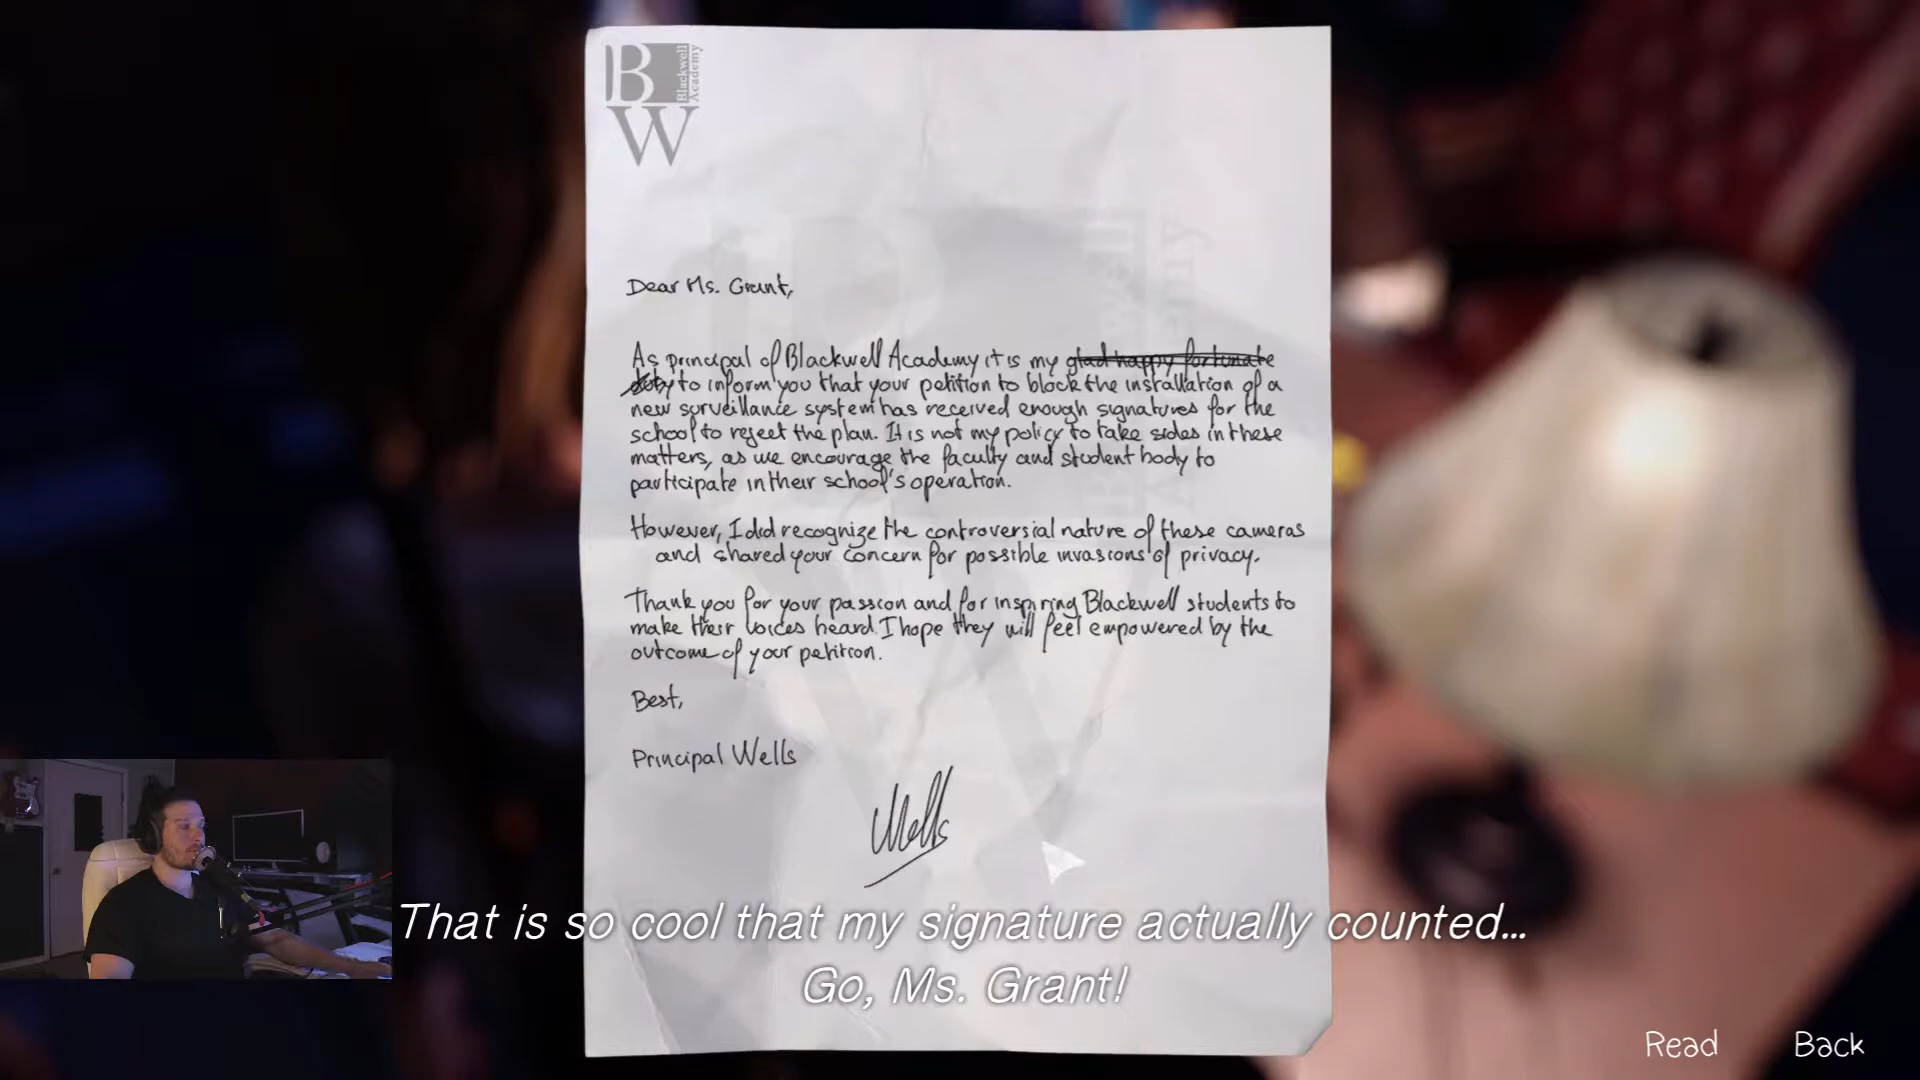 BW
Blackwell
Academy
Dear Ms. Grant,
As principal of Blackwell Academy it is my glad happy fortunate
duty to inform you that your petition to block the installation of a
new surveillance system has received enough signatures for the
school to reject the plan. It is not my policy to take sides in these
matters, as we encourage the faculty and student body to
participate in their school's operation.
However, I did recognize the controversial nature of these cameras
and shared your concern for possible invasions of privacy.
Thank you for your passion and for inspiring Blackwell students to
make their voices heard. I hope they will feel empowered by the
outcome of your petition.
Best,
Principal Wells
Wells
That is so cool that my signature actually counted...
Go, Ms. Grant!
Read Back